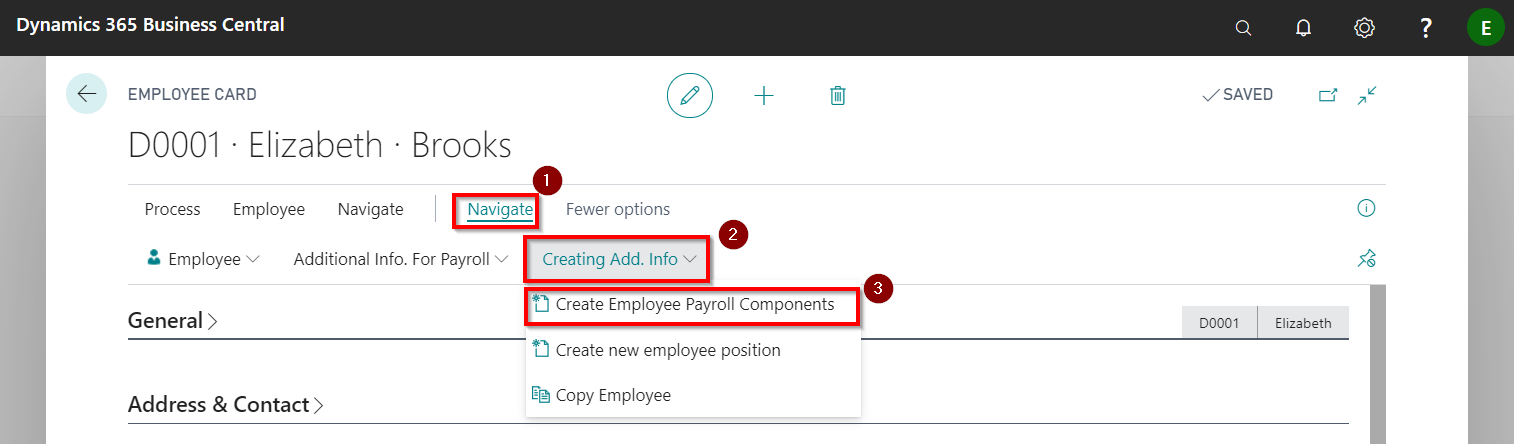 Dynamics 365 Business Central
?
E
EMPLOYEE CARD
SAVED
D0001 · Elizabeth · Brooks
1
Process Employee Navigate Navigate Fewer options
2
Employee Additional Info. For Payroll Creating Add. Info
3
Create Employee Payroll Components
General
D0001 Elizabeth
Create new employee position
Copy Employee
Address & Contact